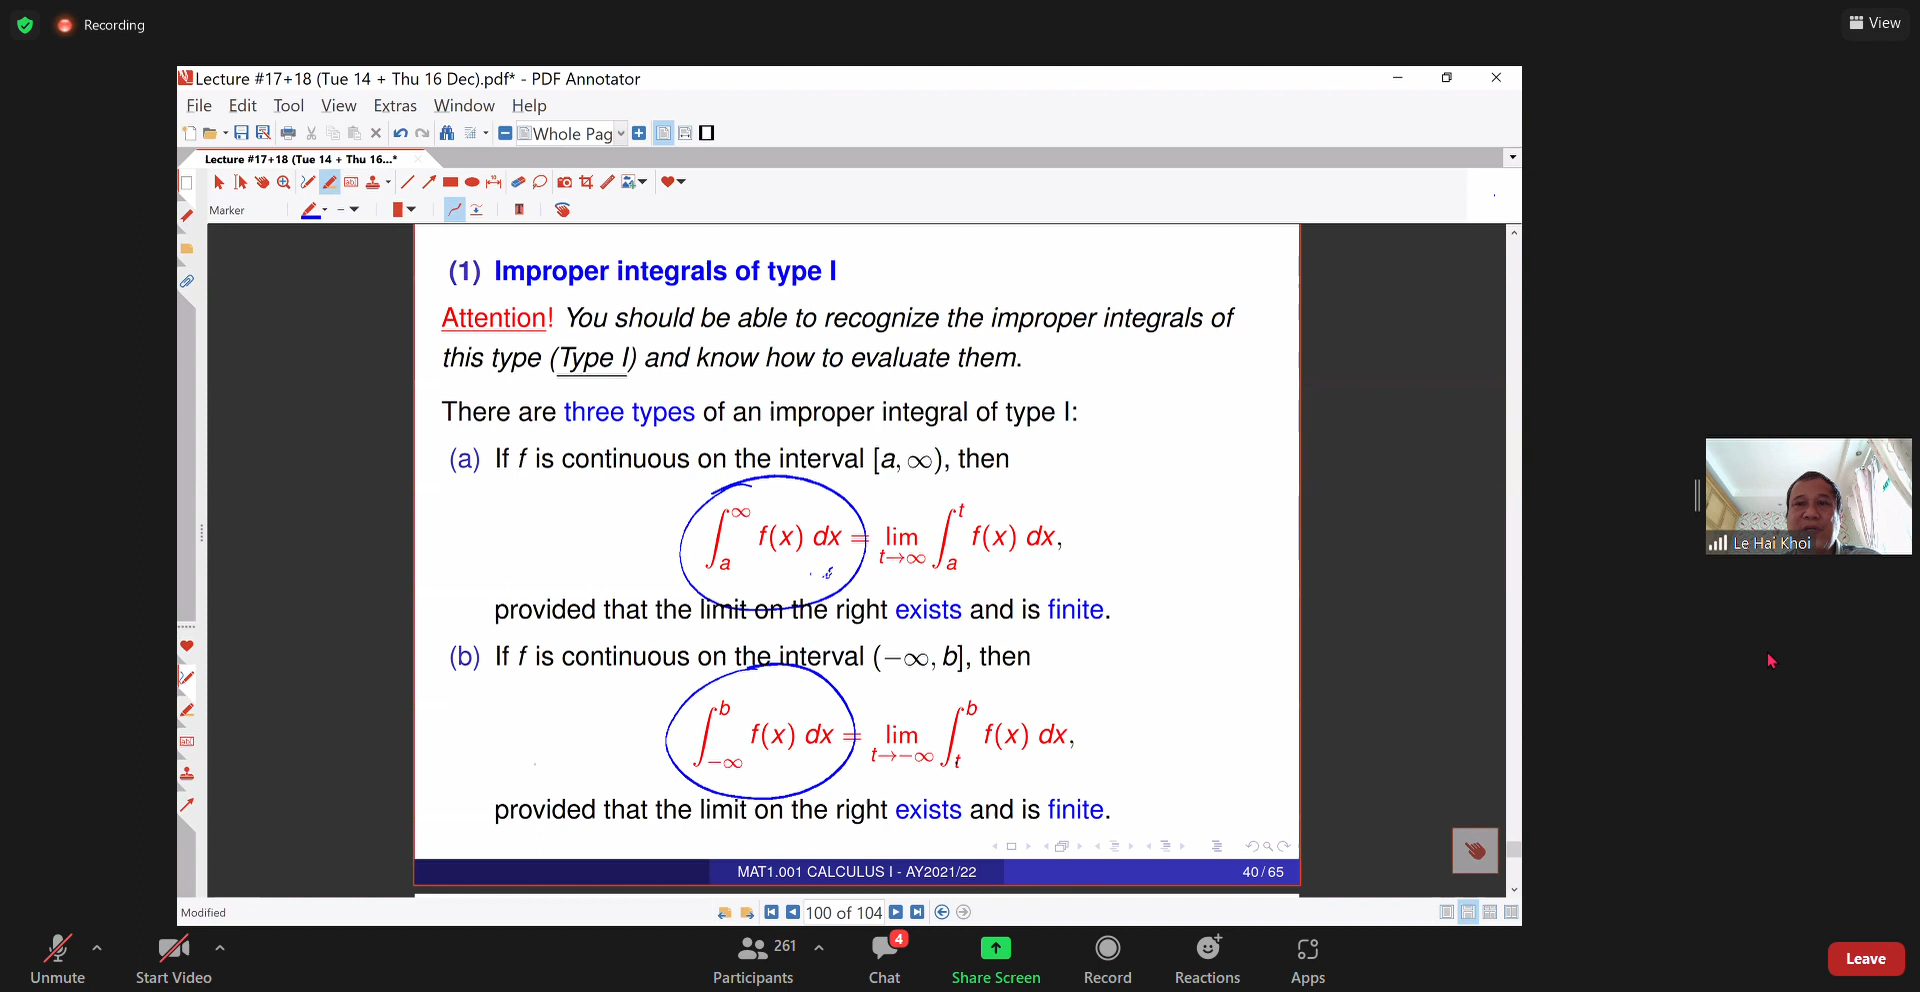 Recording
View
Lecture #17+18 (Tue 14 + Thu 16 Dec).pdf* - PDF Annotator
File Edit Tool View Extras Window Help
Whole Pag
Lecture #17+18 (Tue 14 + Thu 16...*
Marker
(1) Improper integrals of type I
Attention! You should be able to recognize the improper integrals of
this type (Type I) and know how to evaluate them.
There are three types of an improper integral of type I:
(a) If f is continuous on the interval [a, ∞), then
∫_a^∞ f(x) dx = lim_{t→∞} ∫_a^t f(x) dx,
provided that the limit on the right exists and is finite.
(b) If f is continuous on the interval (−∞, b], then
∫_{−∞}^b f(x) dx = lim_{t→−∞} ∫_t^b f(x) dx,
provided that the limit on the right exists and is finite.
MAT1.001 CALCULUS I - AY2021/22 40/65
Modified
100 of 104
Le Hai Khoi
Unmute
Start Video
261
Participants
4
Chat
Share Screen
Record
Reactions
Apps
Leave